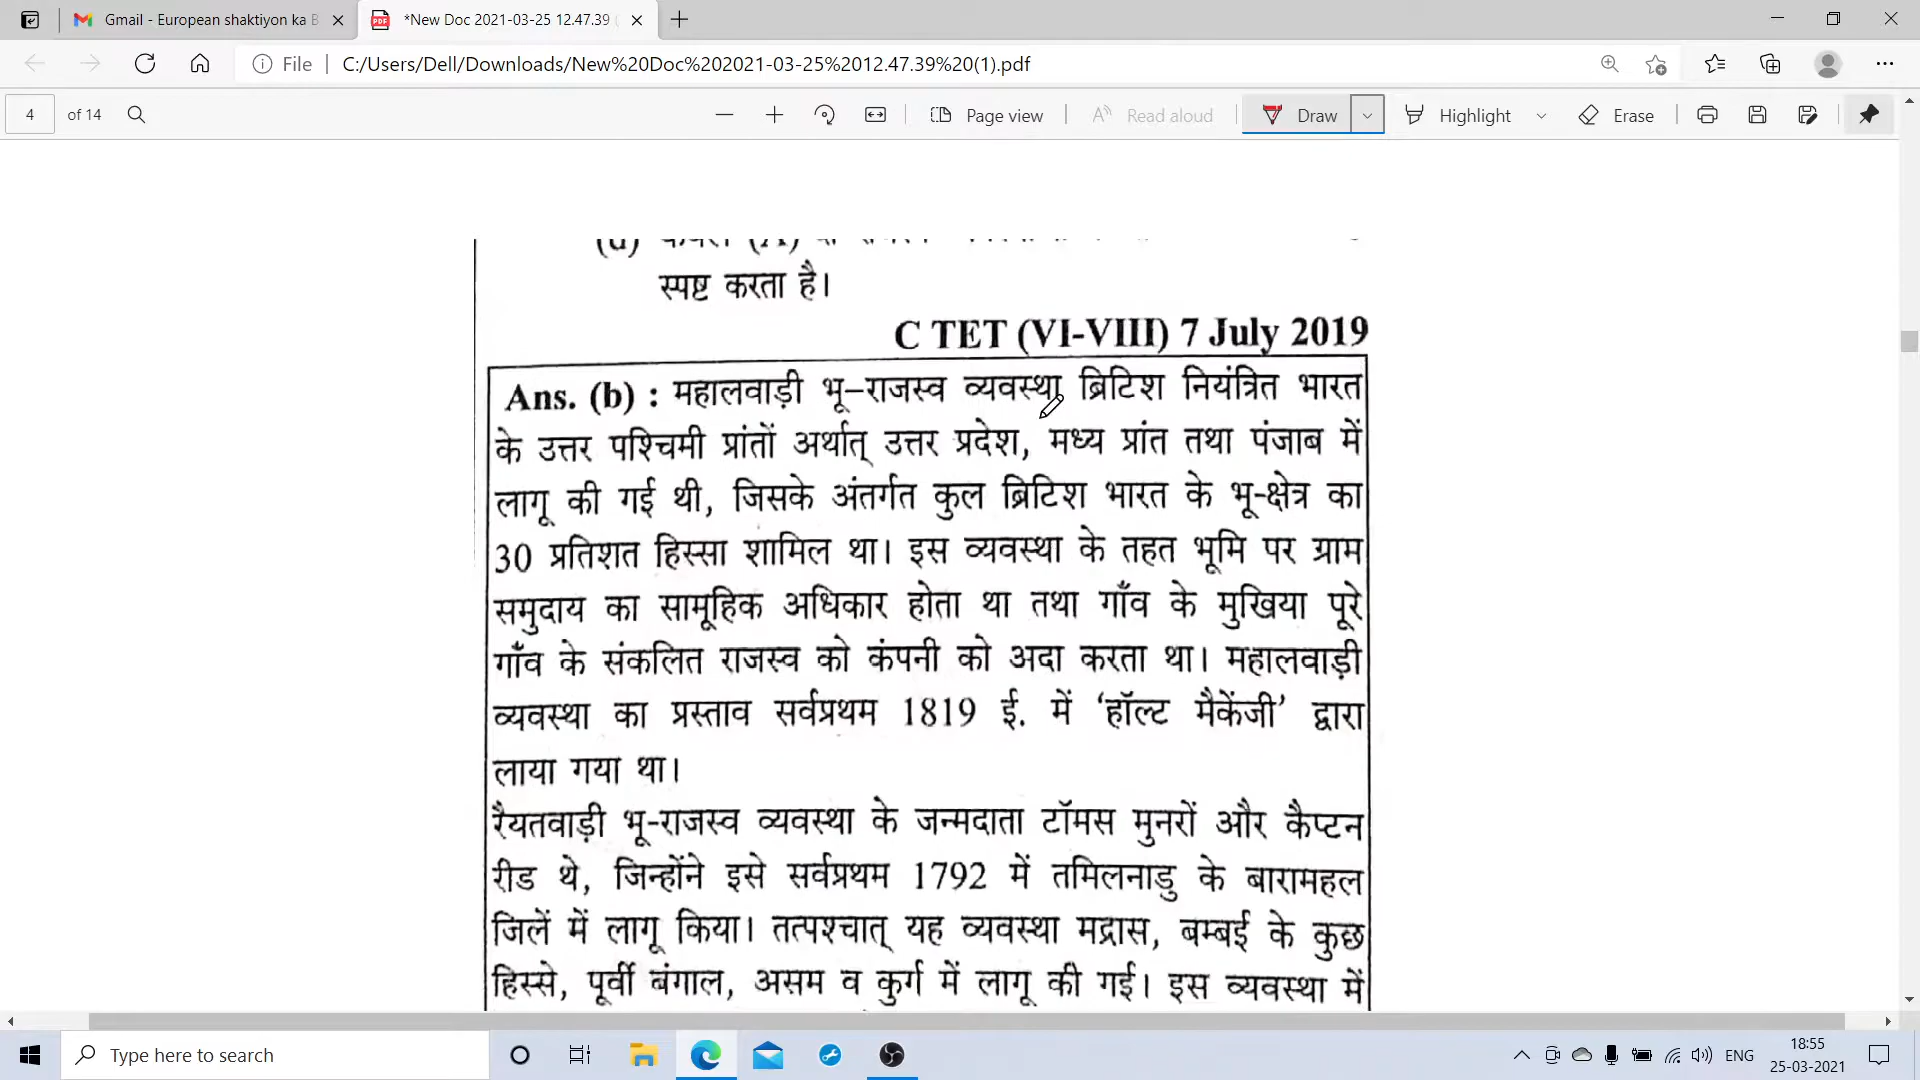 Gmail - European shaktiyon ka B
*New Doc 2021-03-25 12.47.39 (
File
C:/Users/Dell/Downloads/New%20Doc%202021-03-25%2012.47.39%20(1).pdf
4 of 14
Page view
Read aloud
Draw
Highlight
Erase
स्पष्ट करता है।
C TET (VI-VIII) 7 July 2019
Ans. (b) : महालवाड़ी भू–राजस्व व्यवस्था ब्रिटिश नियंत्रित भारत
के उत्तर पश्चिमी प्रांतों अर्थात् उत्तर प्रदेश, मध्य प्रांत तथा पंजाब में
लागू की गई थी, जिसके अंतर्गत कुल ब्रिटिश भारत के भू-क्षेत्र का
30 प्रतिशत हिस्सा शामिल था। इस व्यवस्था के तहत भूमि पर ग्राम
समुदाय का सामूहिक अधिकार होता था तथा गाँव के मुखिया पूरे
गाँव के संकलित राजस्व को कंपनी को अदा करता था। महालवाड़ी
व्यवस्था का प्रस्ताव सर्वप्रथम 1819 ई. में ‘हॉल्ट मैकेंजी’ द्वारा
लाया गया था।
रैयतवाड़ी भू-राजस्व व्यवस्था के जन्मदाता टॉमस मुनरों और कैप्टन
रीड थे, जिन्होंने इसे सर्वप्रथम 1792 में तमिलनाडु के बारामहल
जिलें में लागू किया। तत्पश्चात् यह व्यवस्था मद्रास, बम्बई के कुछ
हिस्से, पूर्वी बंगाल, असम व कुर्ग में लागू की गई। इस व्यवस्था में
Type here to search
ENG
18:55
25-03-2021